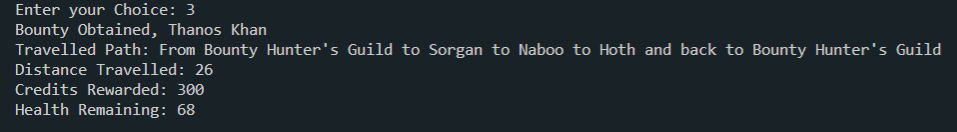 Enter your Choice: 3
Bounty Obtained, Thanos Khan
Travelled Path: From Bounty Hunter's Guild to Sorgan to Naboo to Hoth and back to Bounty Hunter's Guild
Distance Travelled: 26
Credits Rewarded: 300
Health Remaining: 68